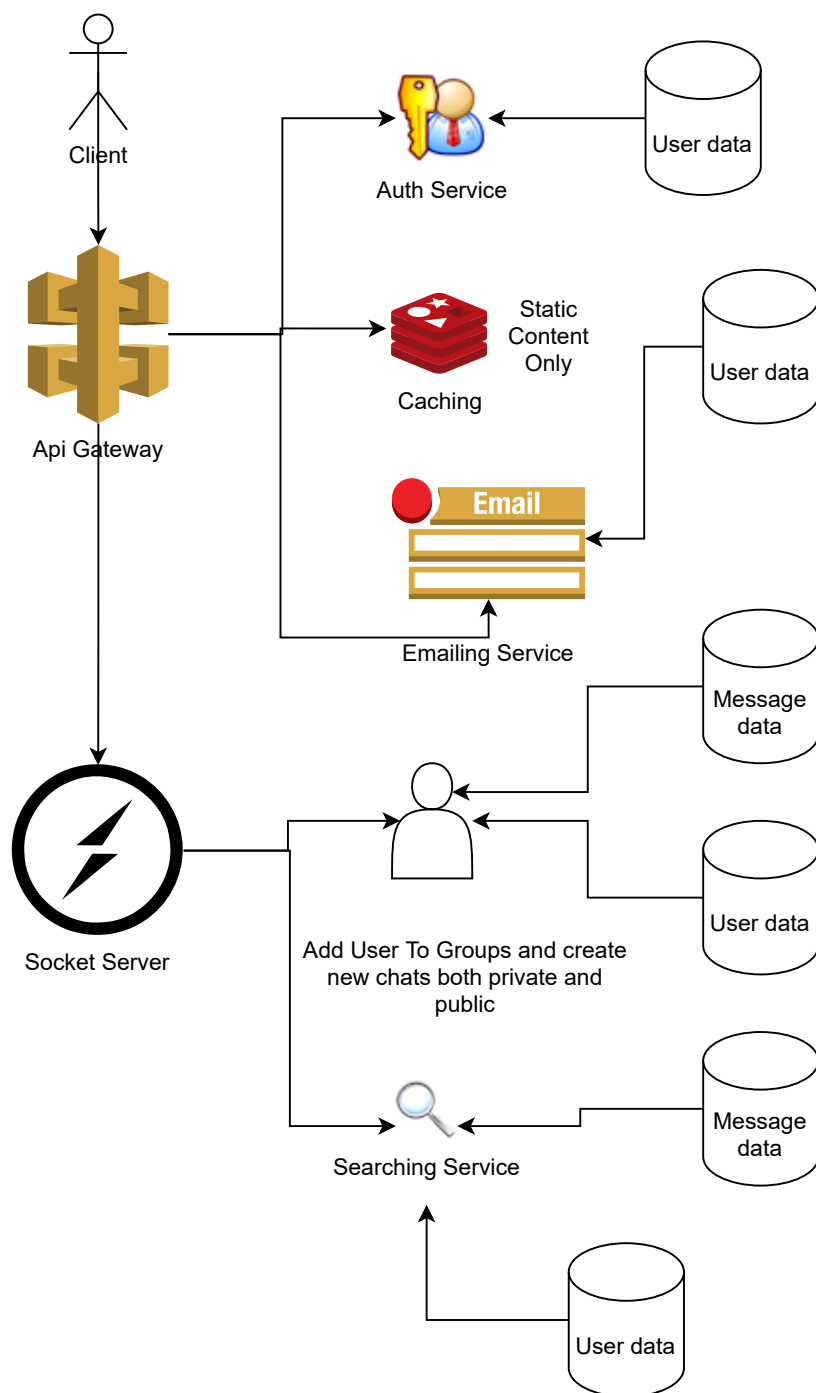 Client
User data
Auth Service
Static
Content
Only
Caching
User data
Api Gateway
Email
Emailing Service
Message
data
User data
Socket Server
Add User To Groups and create
new chats both private and
public
Message
data
Searching Service
User data